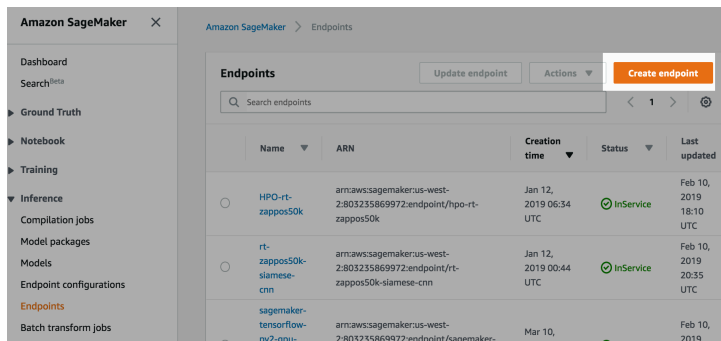 Amazon SageMaker
Dashboard
Search Beta
Ground Truth
Notebook
Training
Inference
Compilation jobs
Model packages
Models
Endpoint configurations
Endpoints
Batch transform jobs
Amazon SageMaker > Endpoints
Endpoints
Update endpoint
Actions
Create endpoint
Search endpoints
1
Name ARN Creation time Status Last updated
HPO-rt-
zappos50k
arn:aws:sagemaker:us-west-
2:803235869972:endpoint/hpo-rt-
zappos50k
Jan 12,
2019 06:34
UTC
InService
Feb 10,
2019
18:10
UTC
rt-
zappos50k-
siamese-
cnn
arn:aws:sagemaker:us-west-
2:803235869972:endpoint/rt-
zappos50k-siamese-cnn
Jan 12,
2019 00:44
UTC
InService
Feb 10,
2019
20:35
UTC
sagemaker-
tensorflow-
arn:aws:sagemaker:us-west-
2:803235869972:endpoint/sagemaker-
Mar 10,
Feb 10,
2019